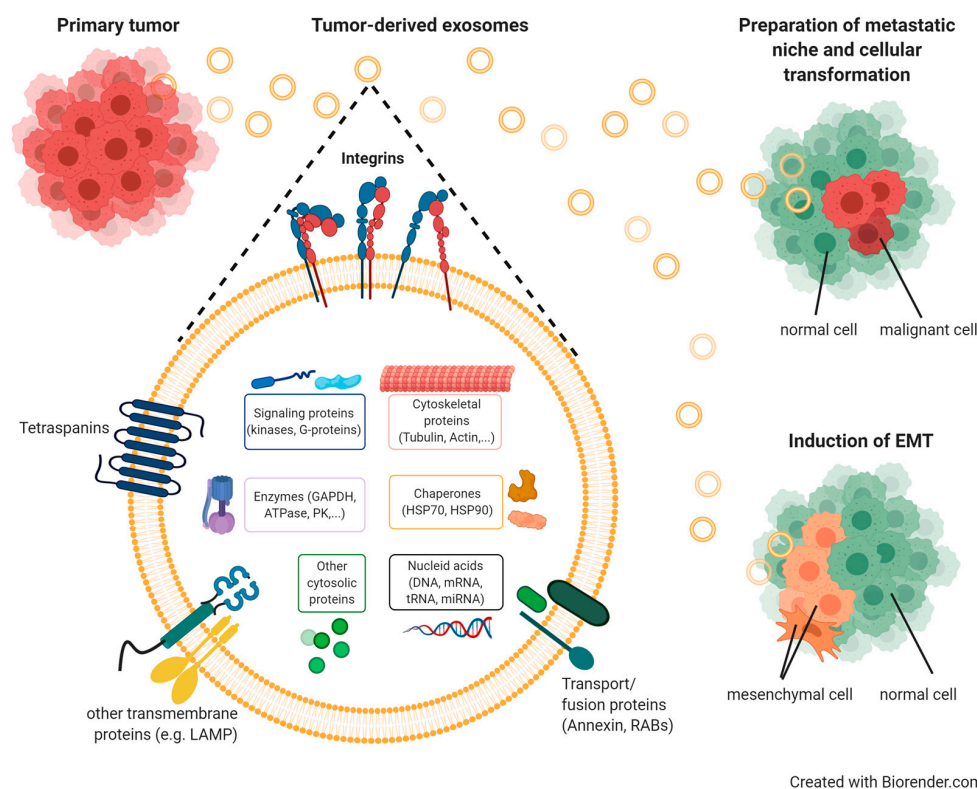 Primary tumor
Tumor-derived exosomes
Preparation of metastatic
niche and cellular
transformation
Integrins
normal cell
malignant cell
Tetraspanins
Signaling proteins
(kinases, G-proteins)
Cytoskeletal
proteins
(Tubulin, Actin,...)
Induction of EMT
Enzymes (GAPDH,
ATPase, PK,...)
Chaperones
(HSP70, HSP90)
Other
cytosolic
proteins
Nucleid acids
(DNA, mRNA,
tRNA, miRNA)
other transmembrane
proteins (e.g. LAMP)
Transport/
fusion proteins
(Annexin, RABs)
mesenchymal cell
normal cell
Created with Biorender.com